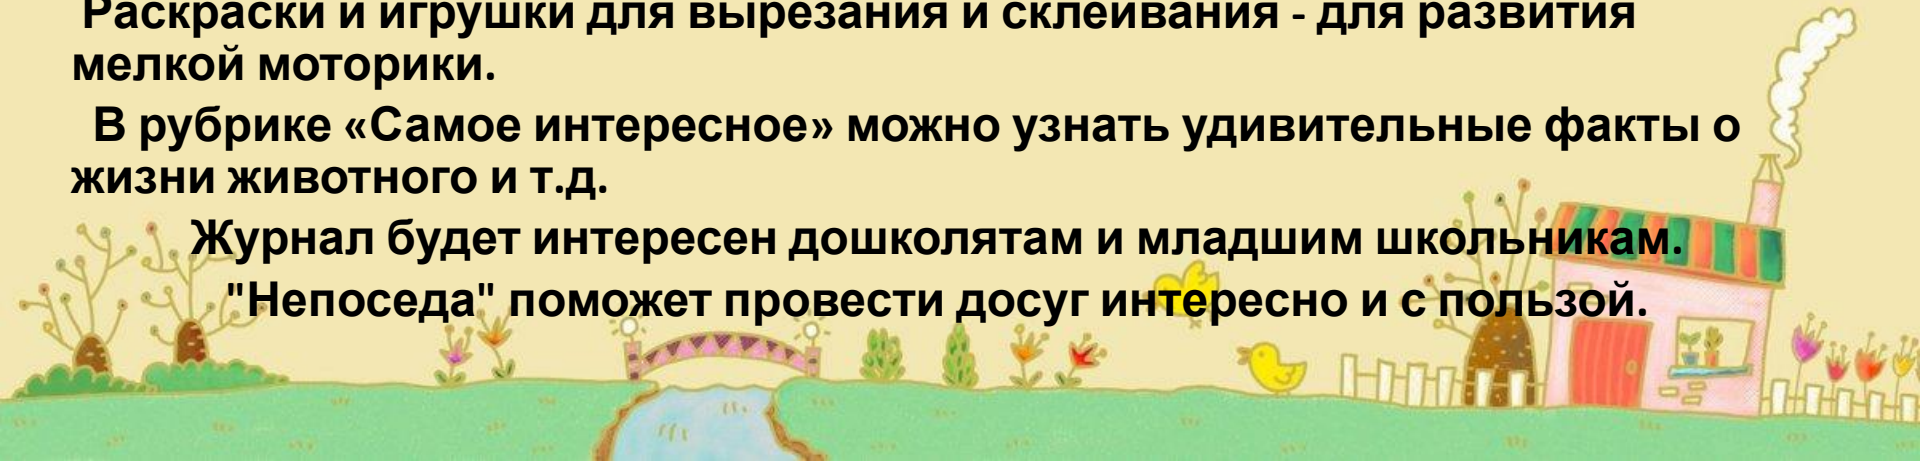 Раскраски и игрушки для вырезания и склеивания - для развития
мелкой моторики.
В рубрике «Самое интересное» можно узнать удивительные факты о
жизни животного и т.д.
Журнал будет интересен дошколятам и младшим школьникам.
"Непоседа" поможет провести досуг интересно и с пользой.